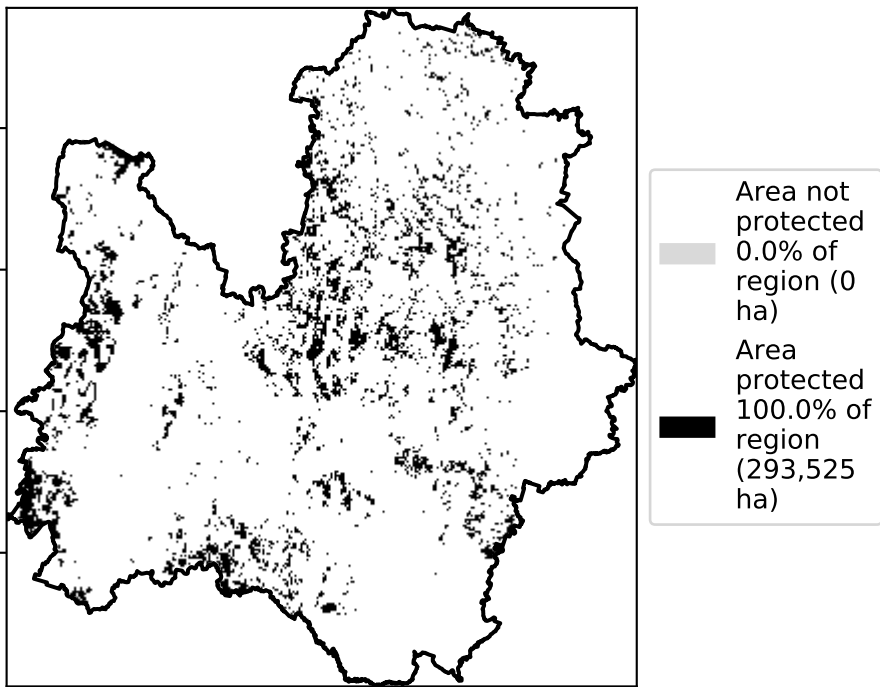 Area not
protected
0.0% of
region (0
ha)
Area
protected
100.0% of
region
(293,525
ha)